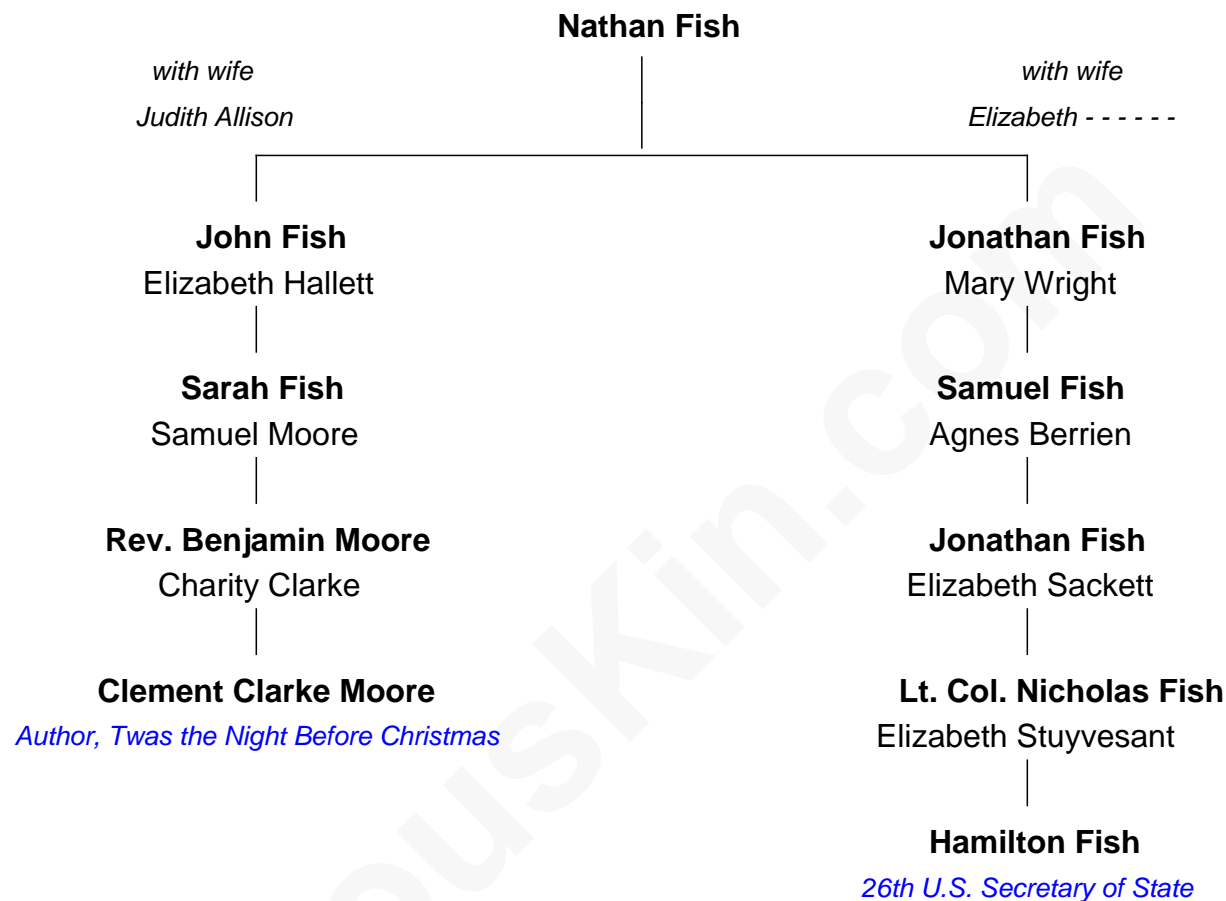 Nathan Fish
with wife
Judith Allison
with wife
Elizabeth - - - - - -
John Fish
Elizabeth Hallett
Jonathan Fish
Mary Wright
Sarah Fish
Samuel Moore
Samuel Fish
Agnes Berrien
Rev. Benjamin Moore
Charity Clarke
Jonathan Fish
Elizabeth Sackett
Clement Clarke Moore
Author, Twas the Night Before Christmas
Lt. Col. Nicholas Fish
Elizabeth Stuyvesant
Hamilton Fish
26th U.S. Secretary of State
ousKin.com